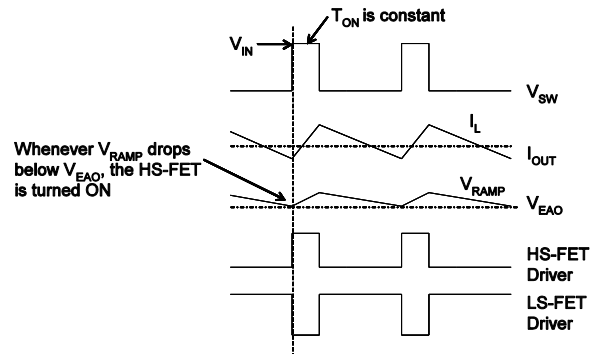 TON is constant
VIN
VSW
IL
Whenever VRAMP drops
below VEAO, the HS-FET
is turned ON
IOUT
VRAMP
VEAO
HS-FET
Driver
LS-FET
Driver